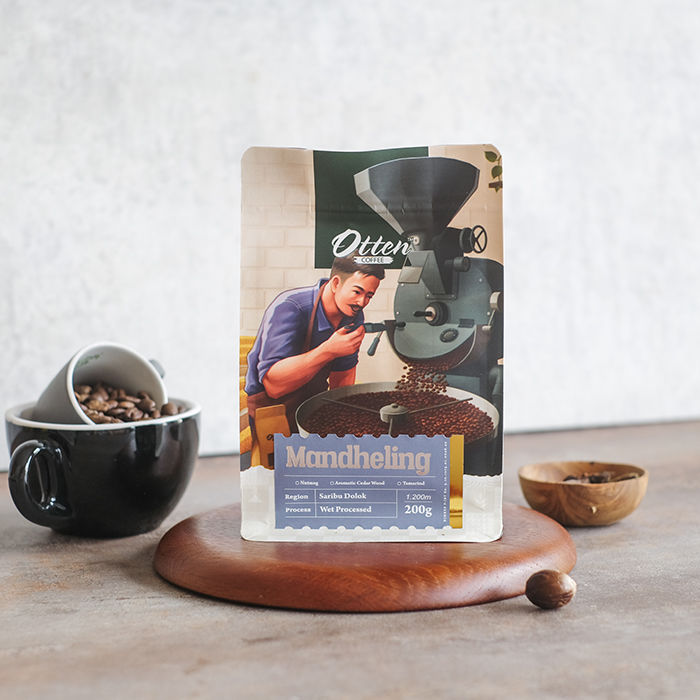 Otten
COFFEE
Mandheling
Nutmeg Aromatic Cedar Wood Tamarind
Region Saribu Dolok 1.200m
Process Wet Processed 200g